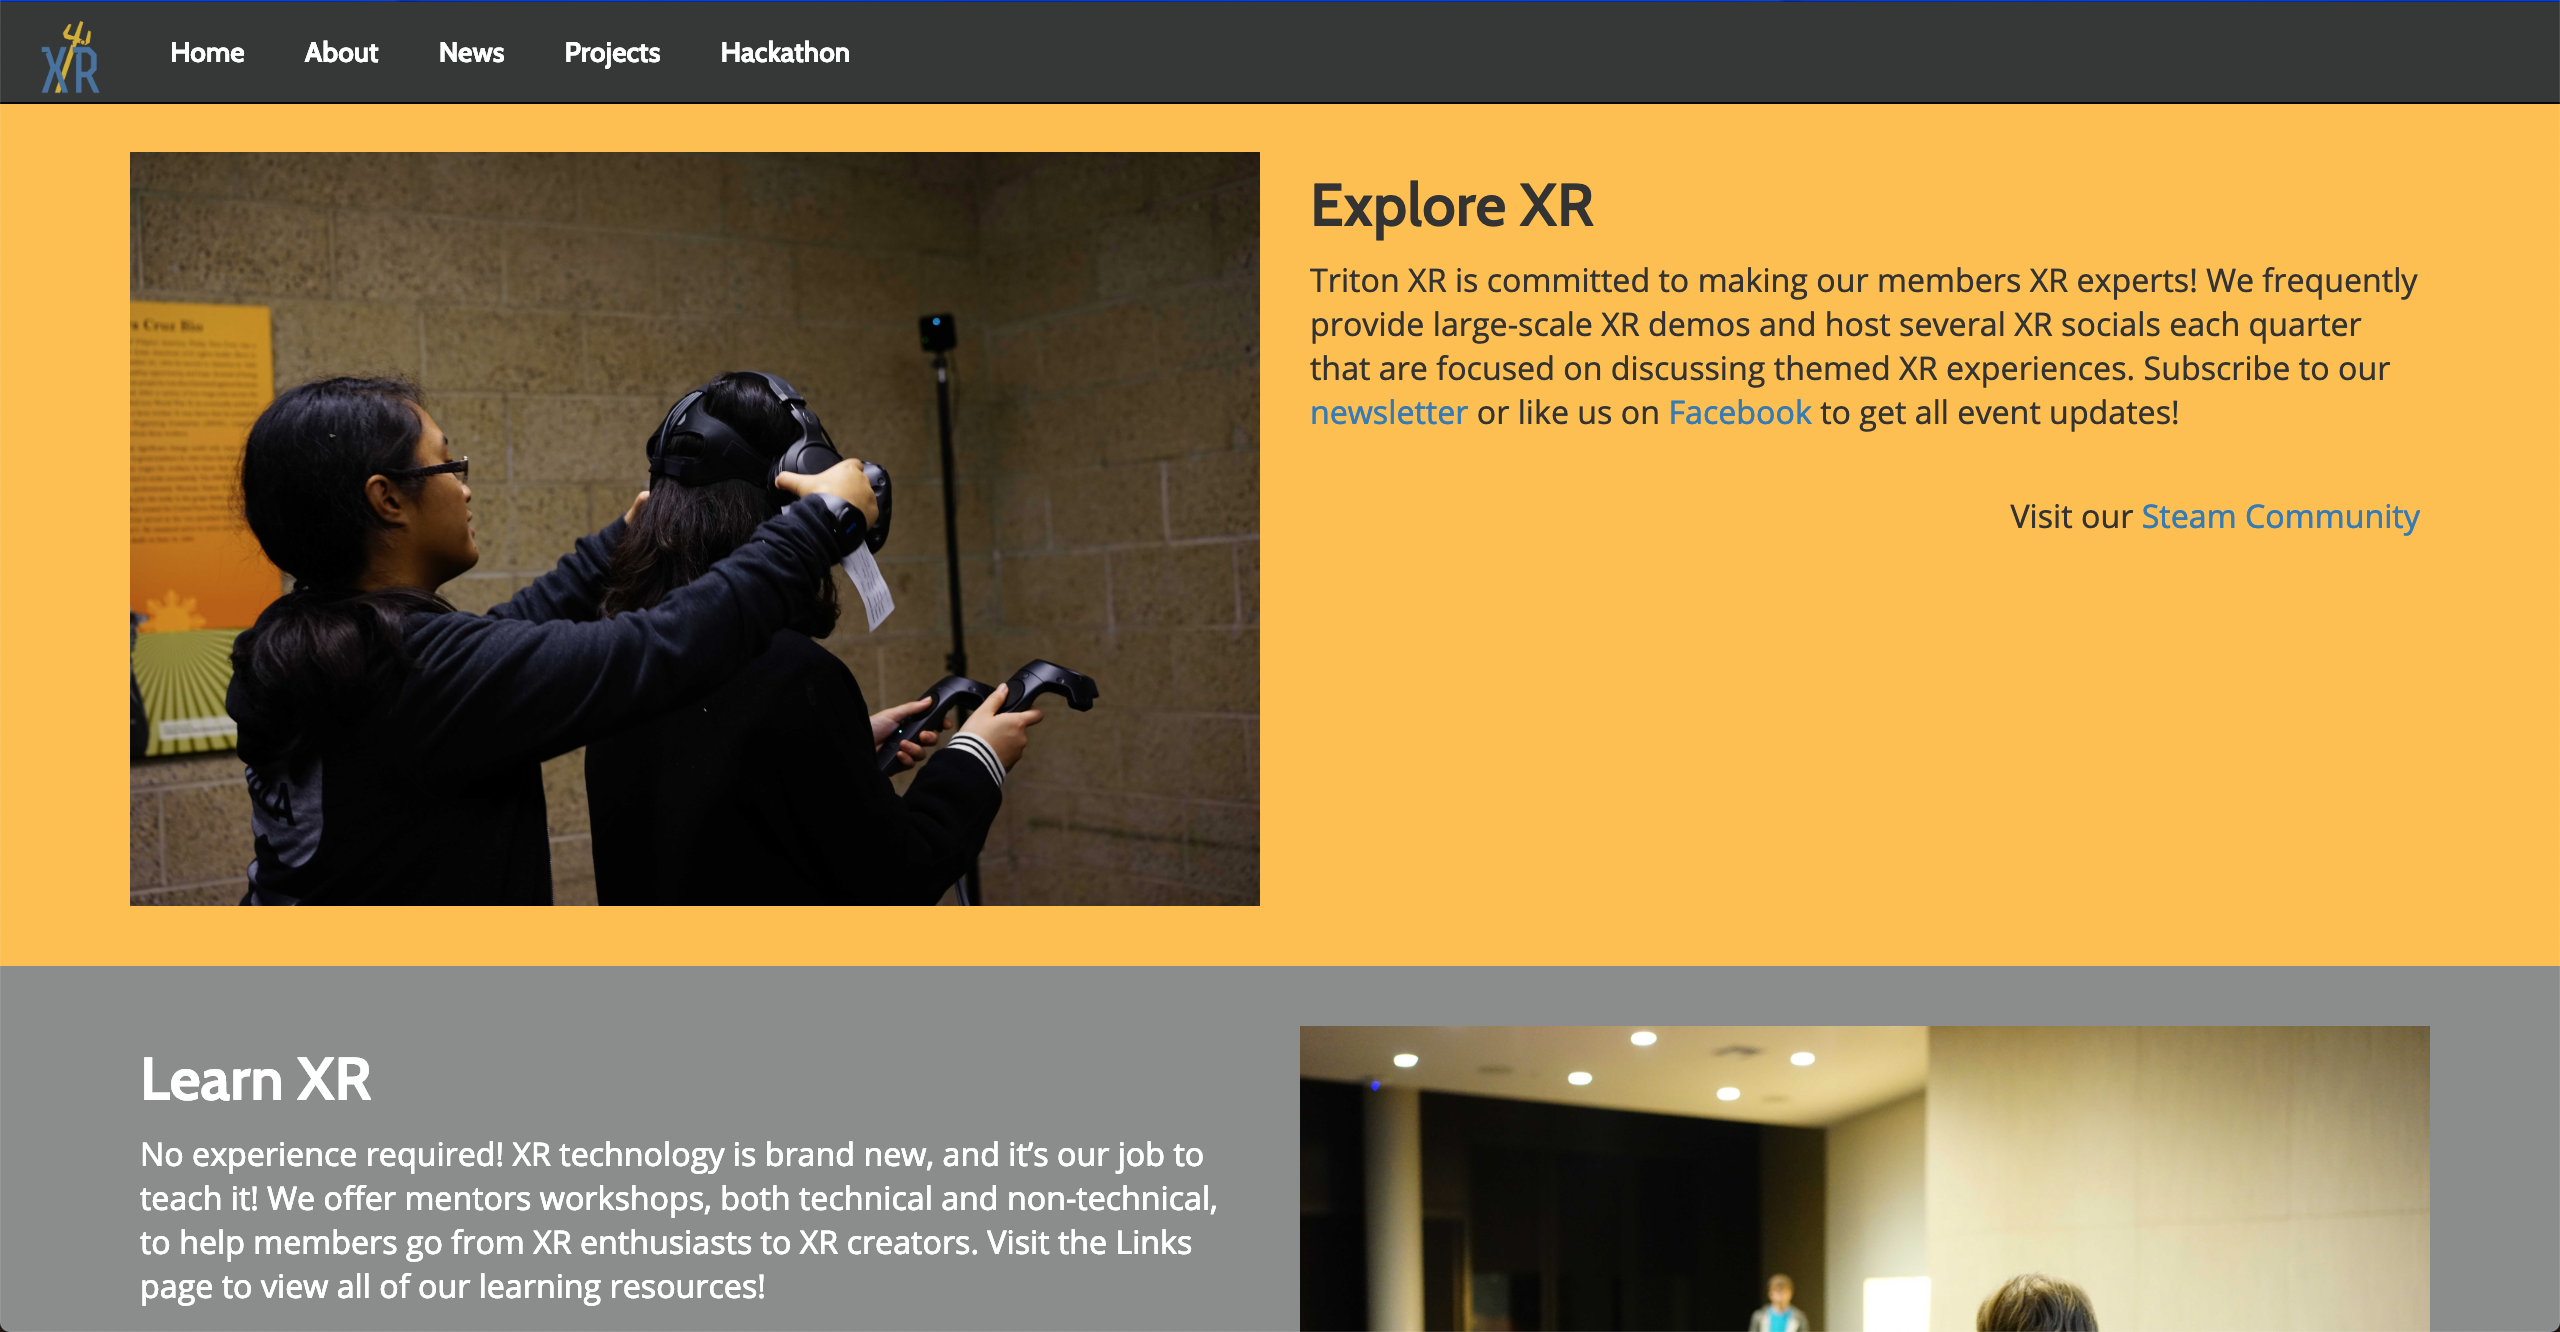 XR
Home
About
News
Projects
Hackathon
Explore XR
Triton XR is committed to making our members XR experts! We frequently
provide large-scale XR demos and host several XR socials each quarter
that are focused on discussing themed XR experiences. Subscribe to our
newsletter or like us on Facebook to get all event updates!
Visit our Steam Community
Cruz Bio
Learn XR
No experience required! XR technology is brand new, and it’s our job to
teach it! We offer mentors workshops, both technical and non-technical,
to help members go from XR enthusiasts to XR creators. Visit the Links
page to view all of our learning resources!